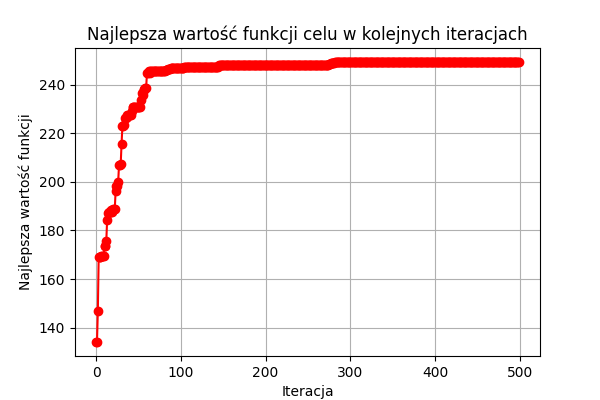 Najlepsza wartość funkcji celu w kolejnych iteracjach
Najlepsza wartość funkcji
240
220
200
180
160
140
0 100 200 300 400 500
Iteracja